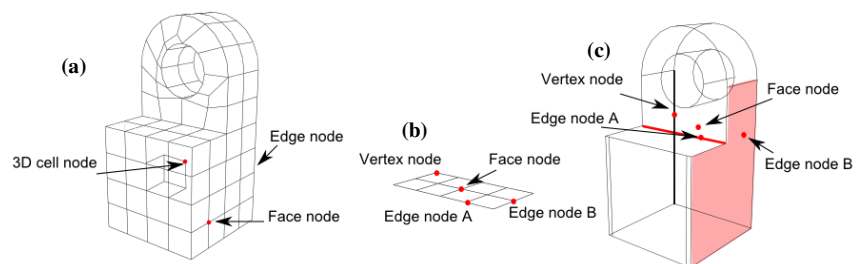 (a)
3D cell node
Edge node
Face node
(b)
Vertex node
Face node
Edge node A
Edge node B
(c)
Vertex node
Face node
Edge node A
Edge node B